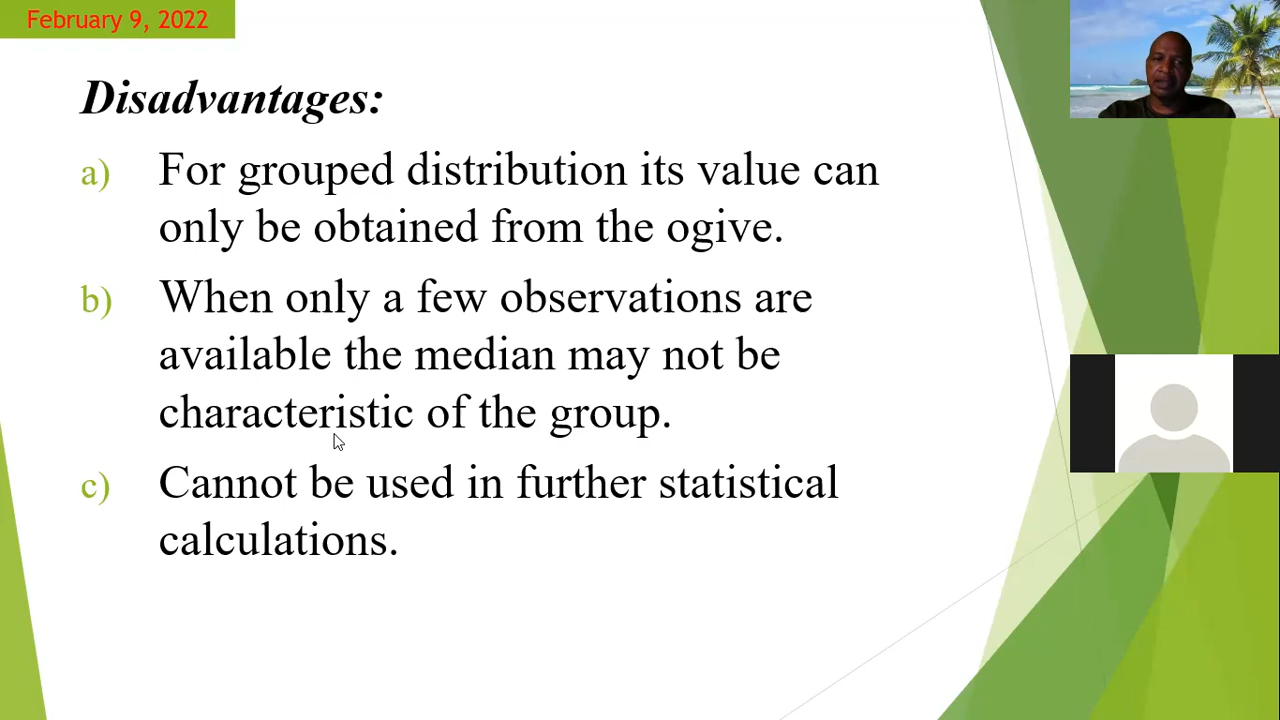 February 9, 2022
Disadvantages:
a) For grouped distribution its value can
only be obtained from the ogive.
b) When only a few observations are
available the median may not be
characteristic of the group.
c) Cannot be used in further statistical
calculations.